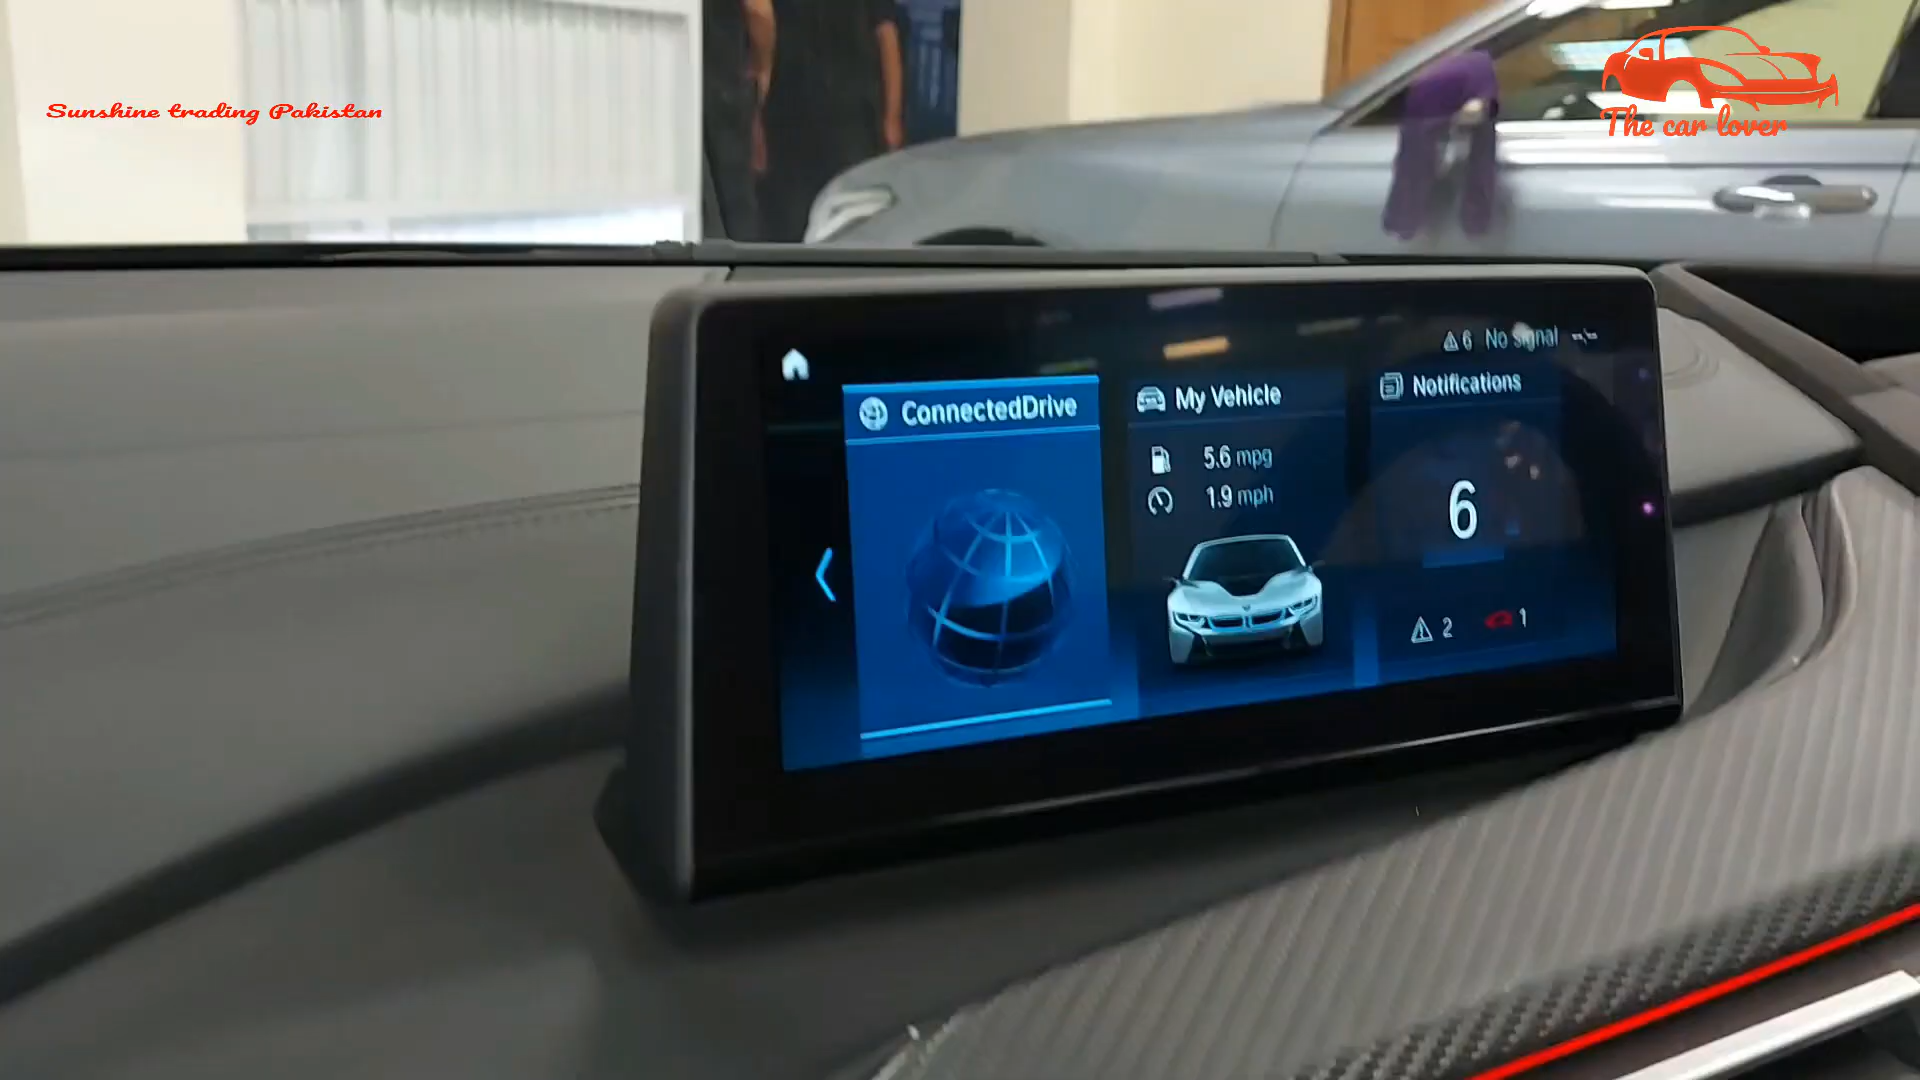 Sunshine trading Pakistan
The car lover
6 No signal
ConnectedDrive
My Vehicle
5.6 mpg
1.9 mph
Notifications
6
2 1